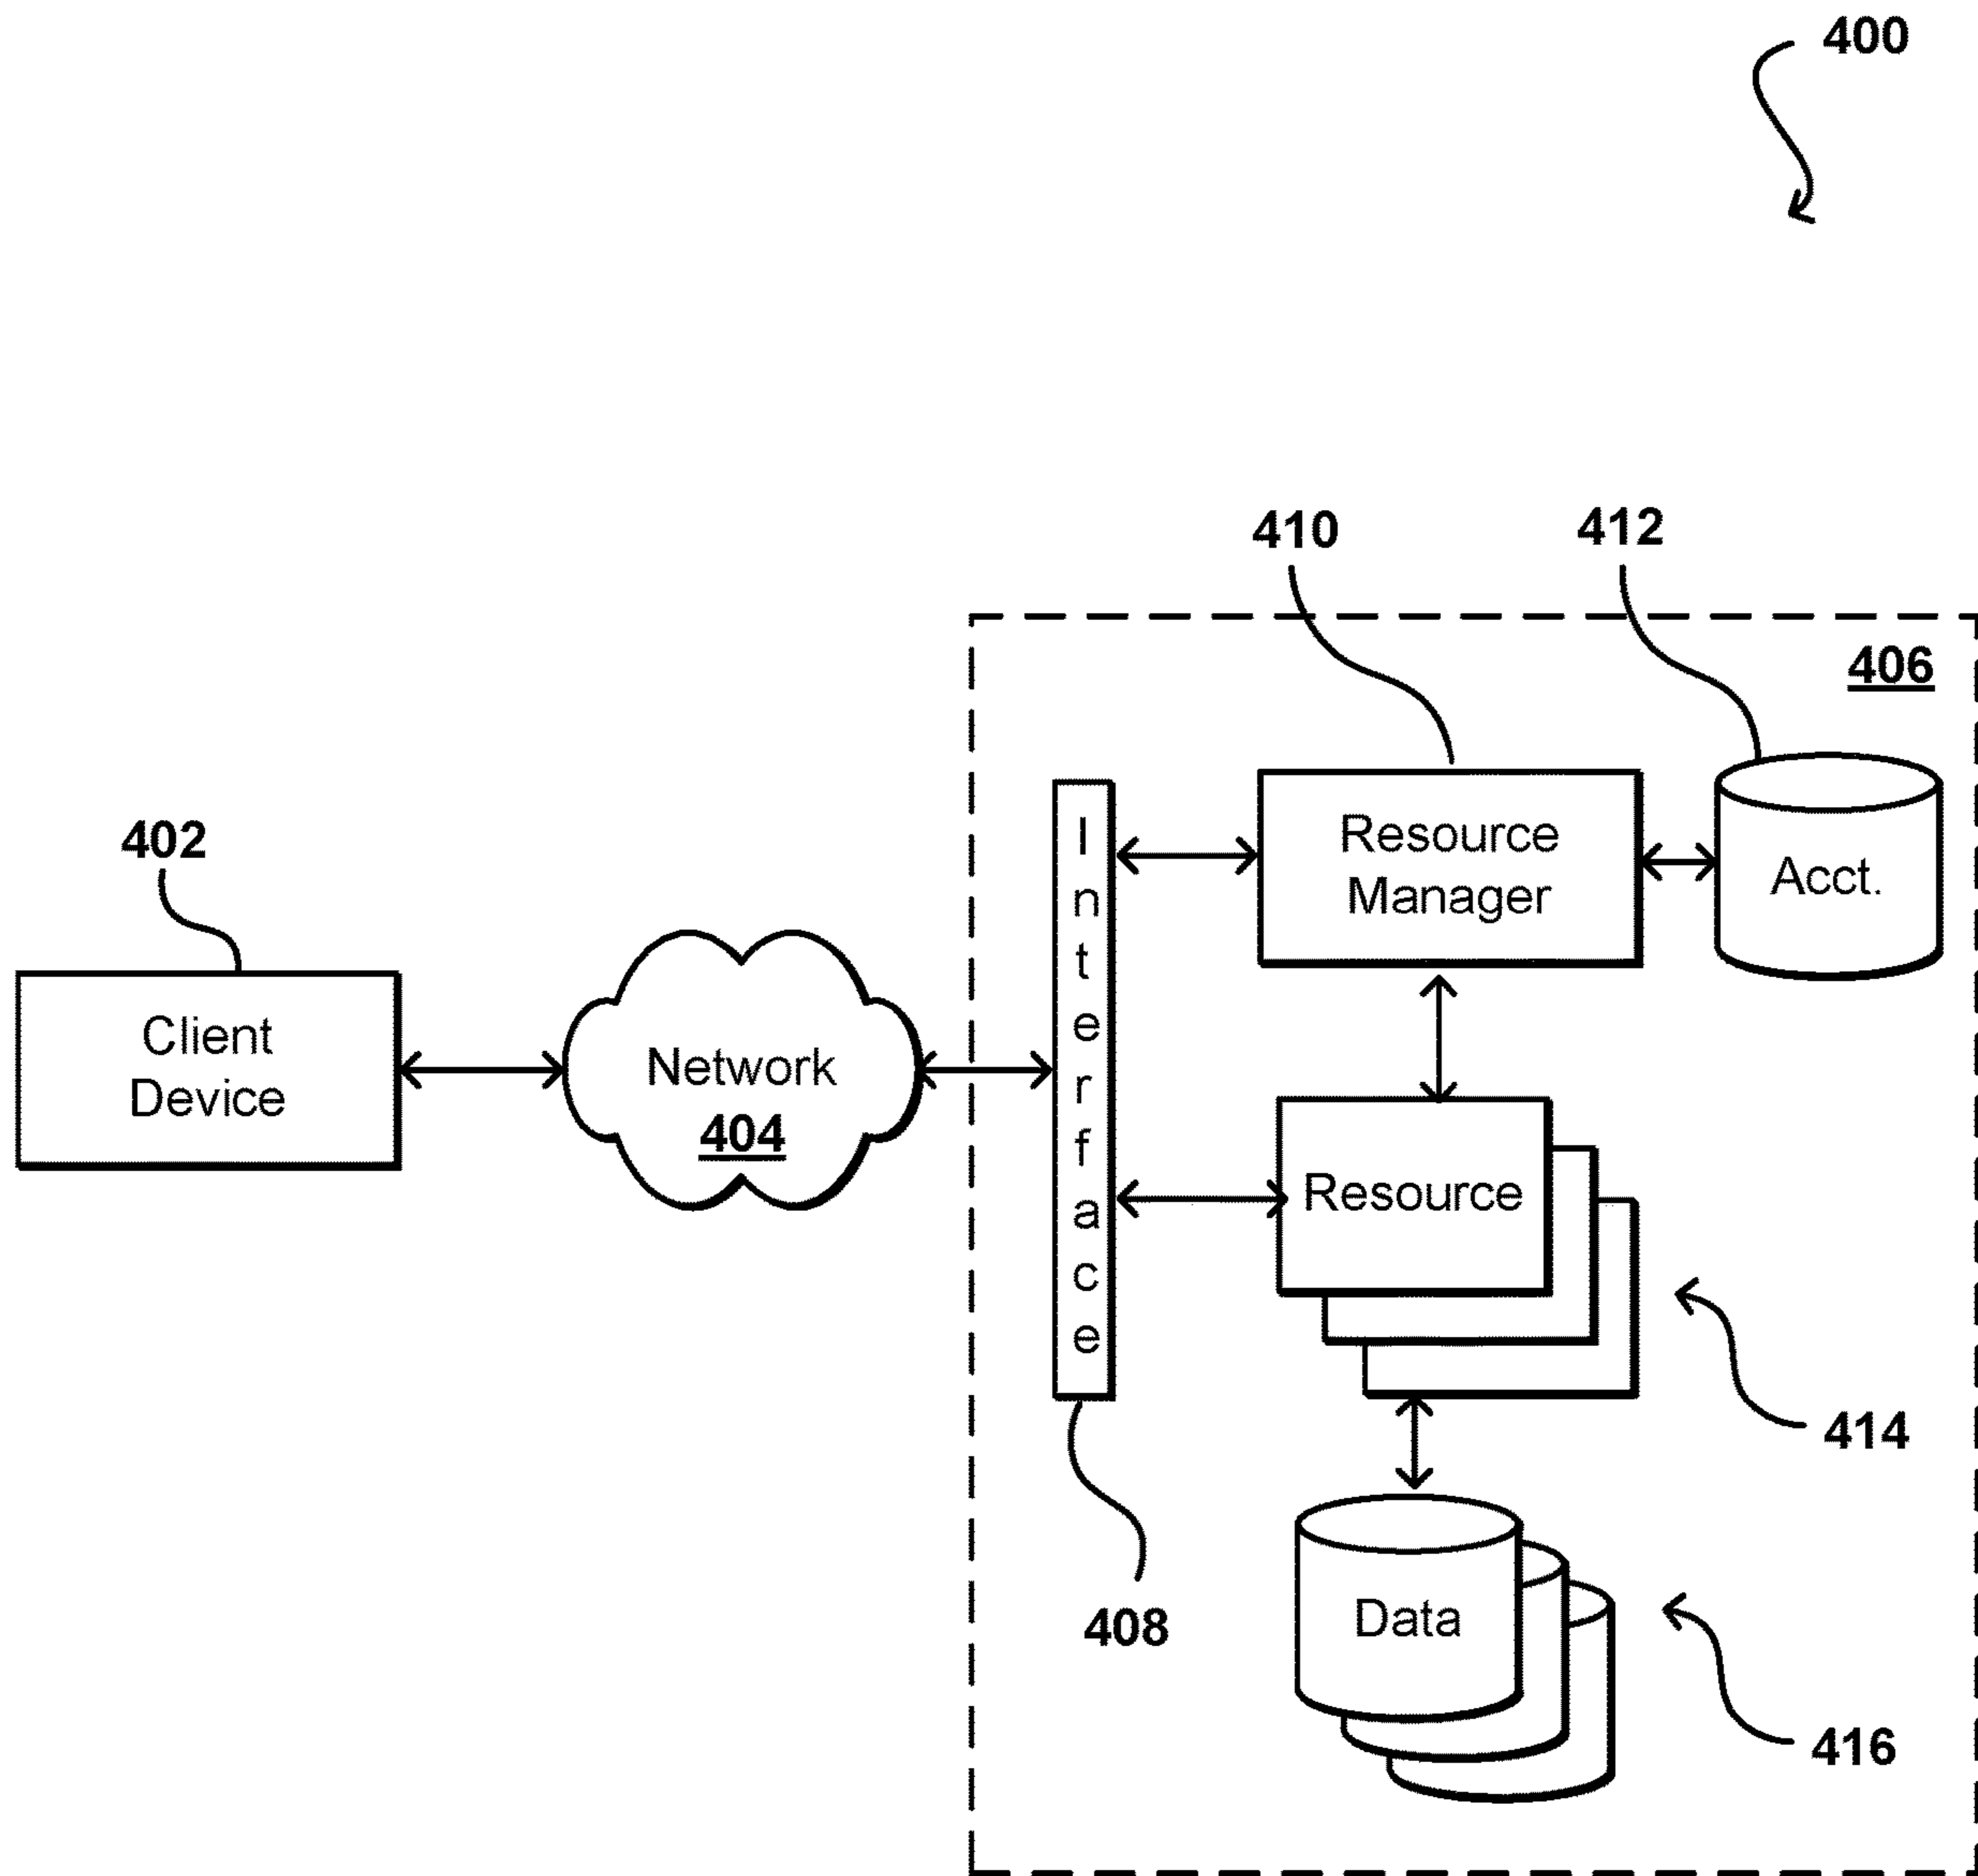 400
410
412
406
402
Resource
Manager
Acct.
Client
Device
Network
404
Interface
Resource
414
408
Data
416